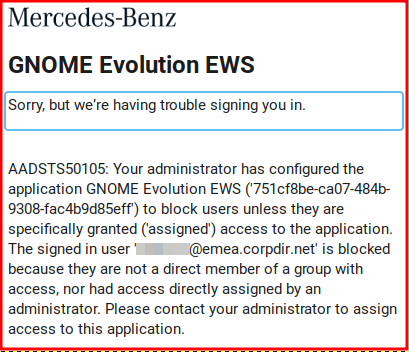 Mercedes-Benz
GNOME Evolution EWS
Sorry, but we're having trouble signing you in.
AADSTS50105: Your administrator has configured the
application GNOME Evolution EWS ('751cf8be-ca07-484b-
9308-fac4b9d85eff') to block users unless they are
specifically granted ('assigned') access to the application.
The signed in user '@emea.corpdir.net' is blocked
because they are not a direct member of a group with
access, nor had access directly assigned by an
administrator. Please contact your administrator to assign
access to this application.